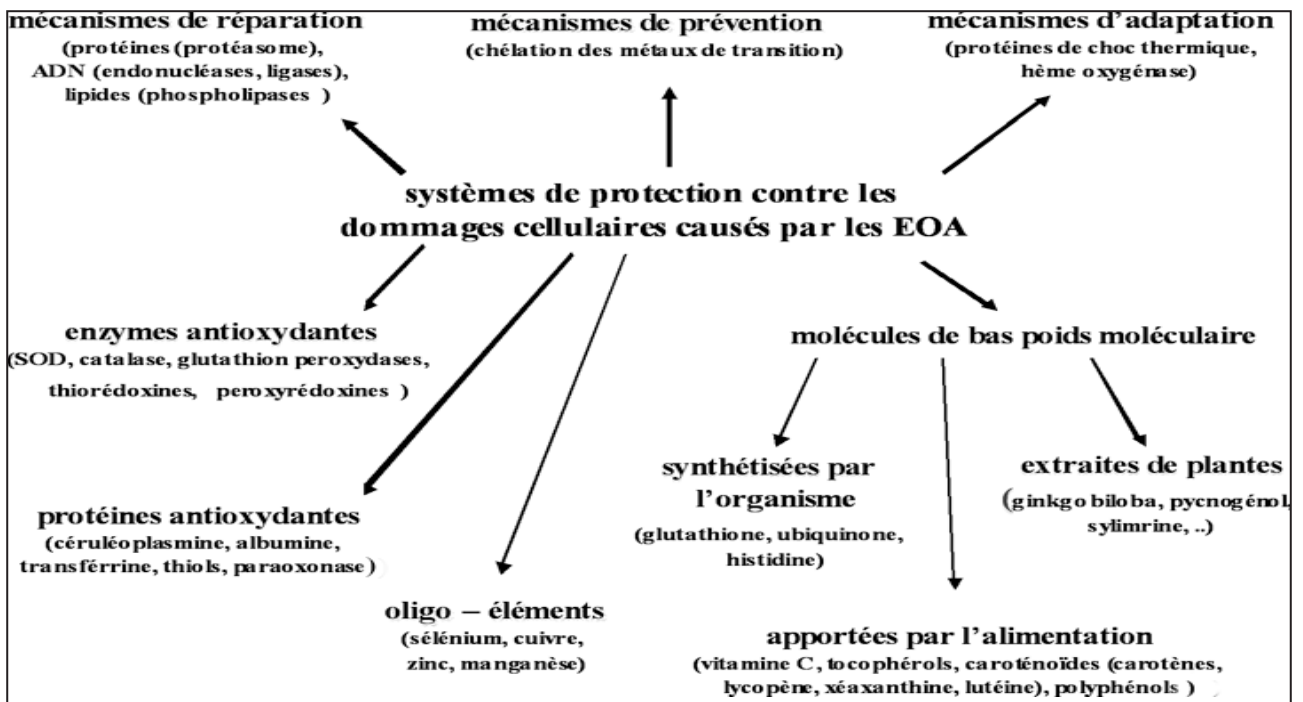 mécanismes de réparation
(protéines (protéasome),
ADN (endonucléases, ligases),
lipides (phospholipases )
mécanismes de prévention
(chélation des métaux de transition)
mécanismes d'adaptation
(protéines de choc thermique,
hème oxygénase)
systèmes de protection contre les
dommages cellulaires causés par les EOA
enzymes antioxydantes
(SOD, catalase, glutathion peroxydases,
thiorédoxines, peroxyrédoxines )
molécules de bas poids moléculaire
protéines antioxydantes
(céruléoplasmine, albumine,
transférrine, thiols, paraoxonase)
synthétisées par
l'organisme
(glutathione, ubiquinone,
histidine)
extraites de plantes
(ginkgo biloba, pycnogénol,
sylimrine, ..)
oligo – éléments
(sélénium, cuivre,
zinc, manganèse)
apportées par l'alimentation
(vitamine C, tocophérols, caroténoïdes (carotènes,
lycopène, xéaxanthine, lutéine), polyphénols )